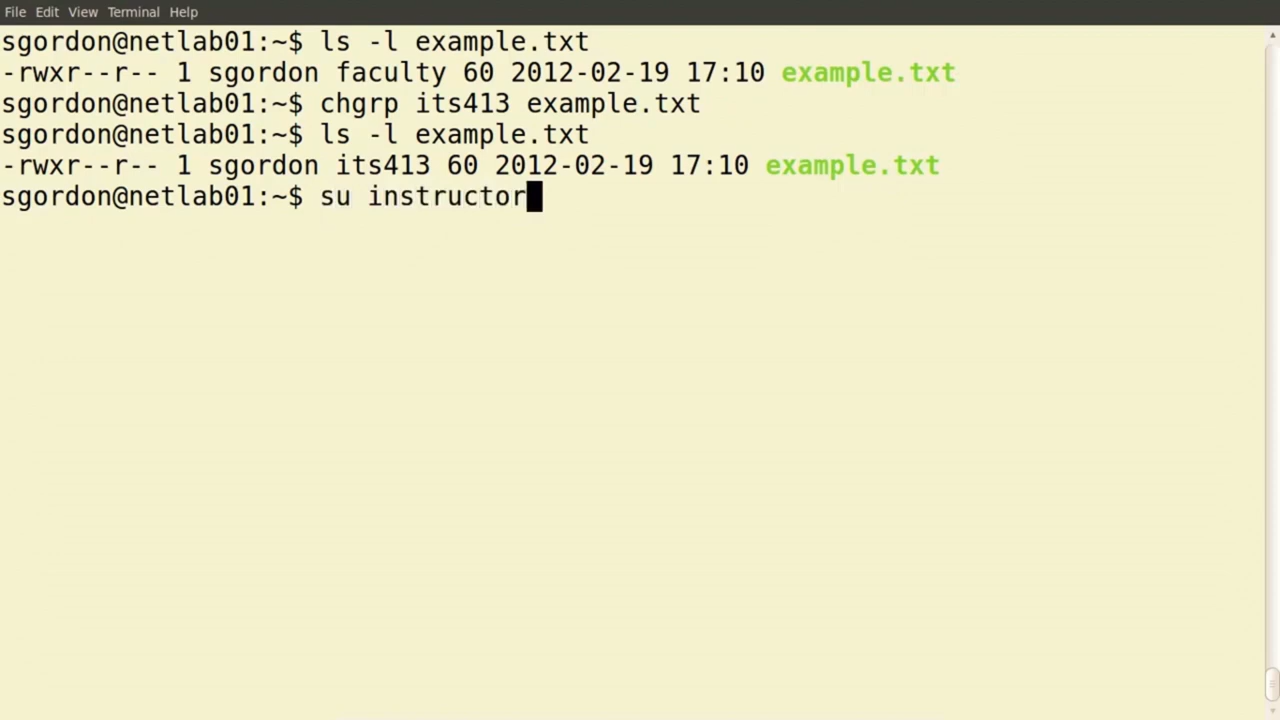 File Edit View Terminal Help
sgordon@netlab01:~$ ls -l example.txt
-rwxr--r-- 1 sgordon faculty 60 2012-02-19 17:10 example.txt
sgordon@netlab01:~$ chgrp its413 example.txt
sgordon@netlab01:~$ ls -l example.txt
-rwxr--r-- 1 sgordon its413 60 2012-02-19 17:10 example.txt
sgordon@netlab01:~$ su instructor